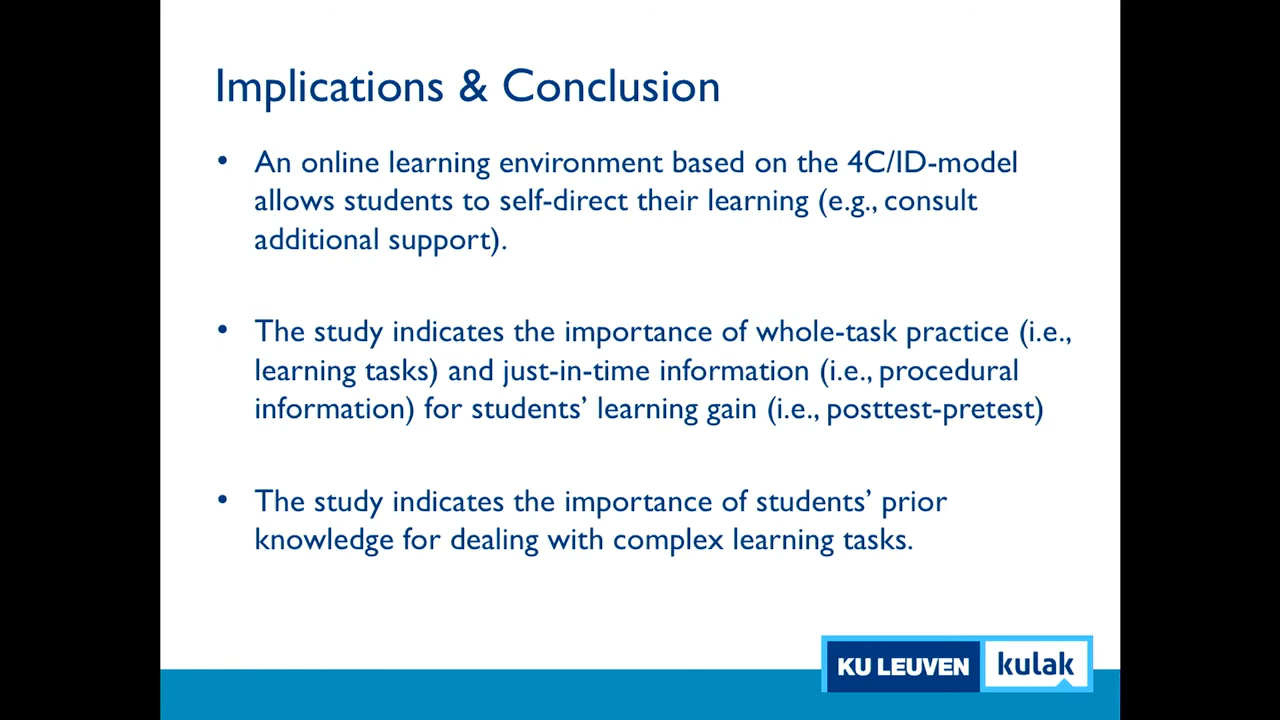 Implications & Conclusion
• An online learning environment based on the 4C/ID-model
allows students to self-direct their learning (e.g., consult
additional support).
• The study indicates the importance of whole-task practice (i.e.,
learning tasks) and just-in-time information (i.e., procedural
information) for students’ learning gain (i.e., posttest-pretest)
• The study indicates the importance of students’ prior
knowledge for dealing with complex learning tasks.
KU LEUVEN kulak